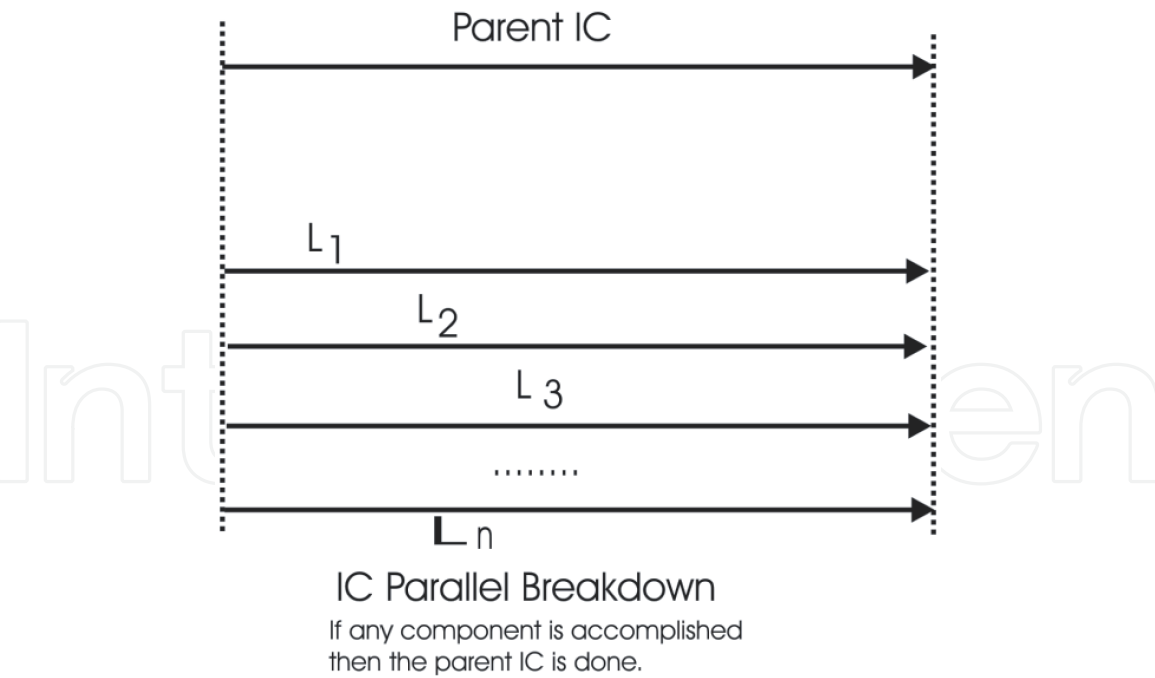 Parent IC
L1
L2
L3
........
Ln
IC Parallel Breakdown
If any component is accomplished
then the parent IC is done.
Inten